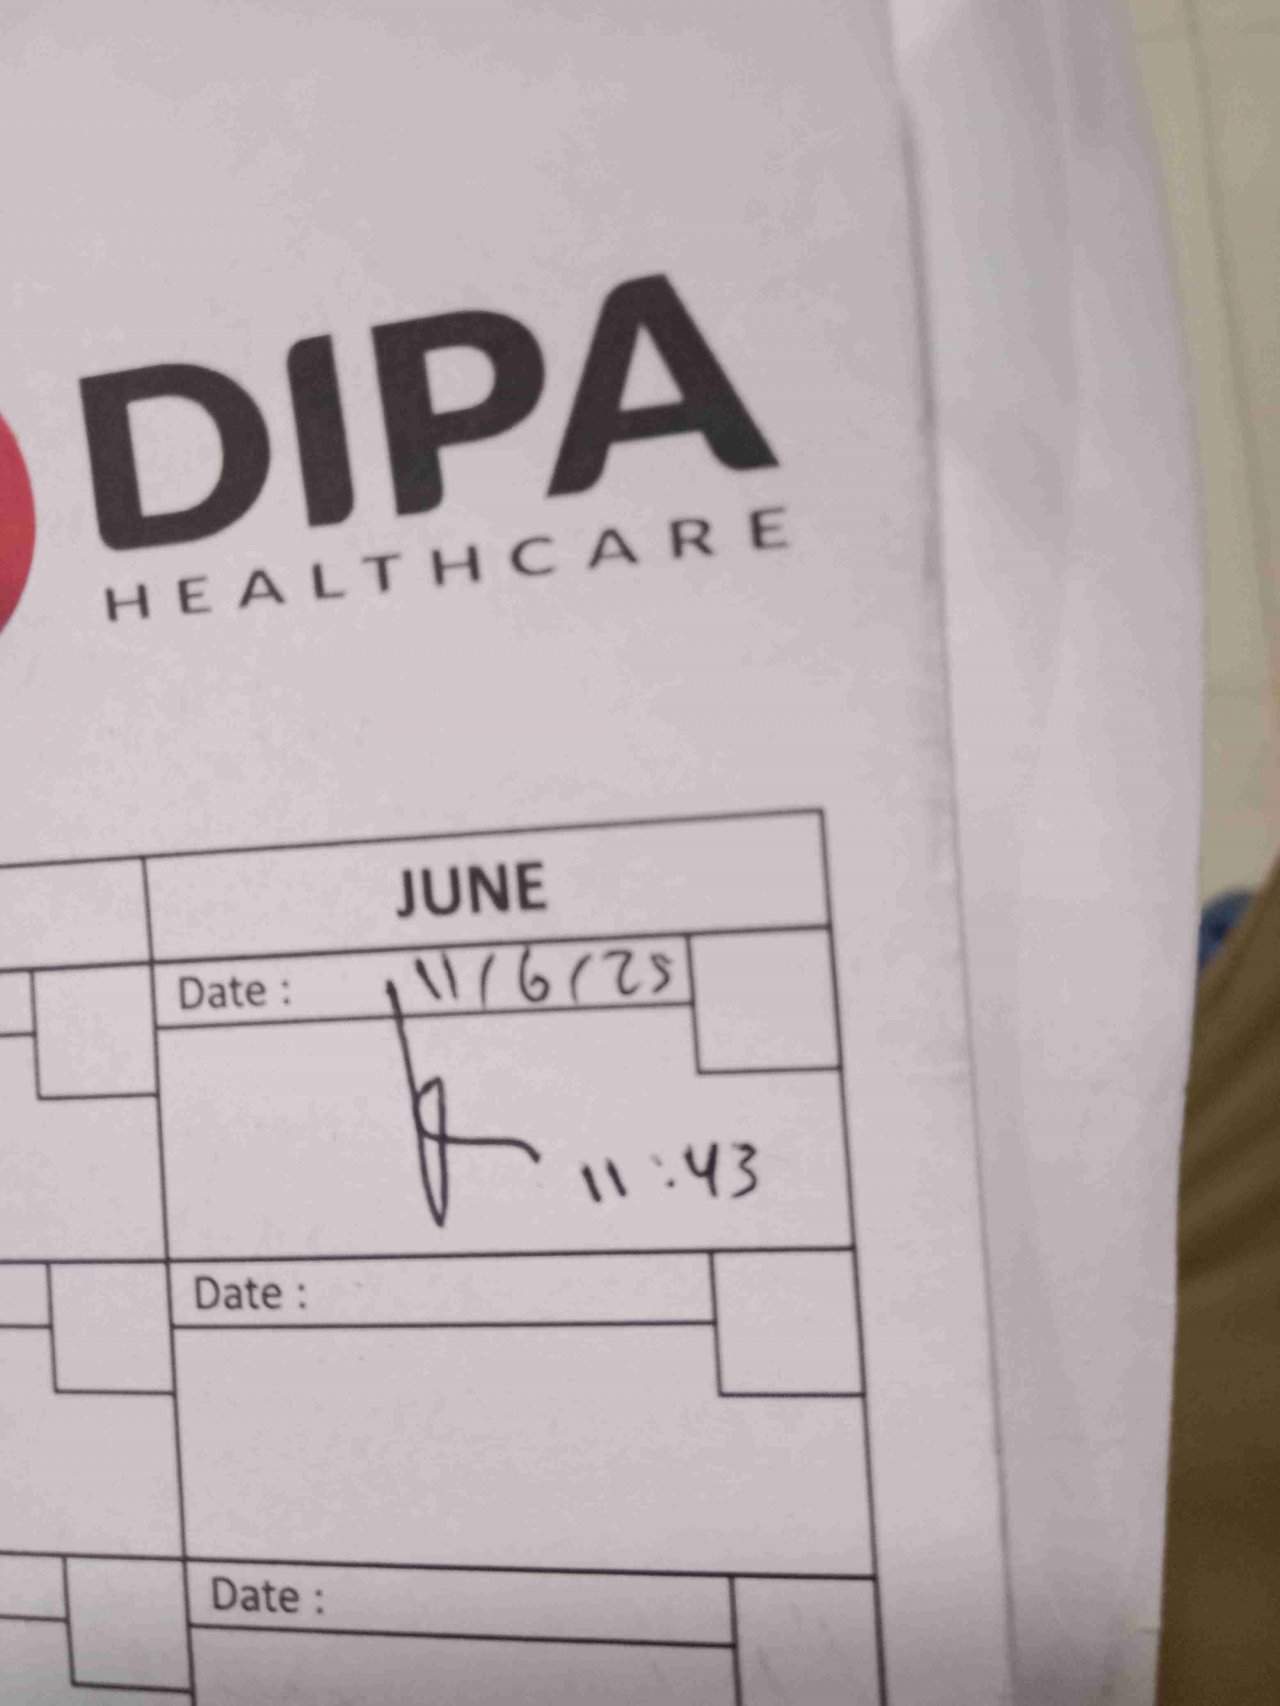 DIPA
HEALTHCARE
JUNE
Date : 11/6/25
11:43
Date :
Date :